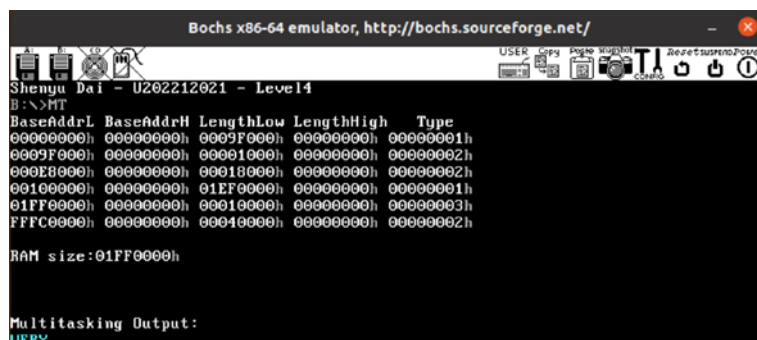 Bochs x86-64 emulator, http://bochs.sourceforge.net/
A: B: CD USER Copy Paste snapshot CONFIG Reset SUSPEND Power
Shenyu Dai - U202212021 - Level4
B:\>MT
BaseAddrL BaseAddrH LengthLow LengthHigh Type
00000000h 00000000h 0009F000h 00000000h 00000001h
0009F000h 00000000h 00001000h 00000000h 00000002h
000E8000h 00000000h 00018000h 00000000h 00000002h
00100000h 00000000h 01EF0000h 00000000h 00000001h
01FF0000h 00000000h 00010000h 00000000h 00000003h
FFFC0000h 00000000h 00040000h 00000000h 00000002h
RAM size:01FF0000h
Multitasking Output:
VERY